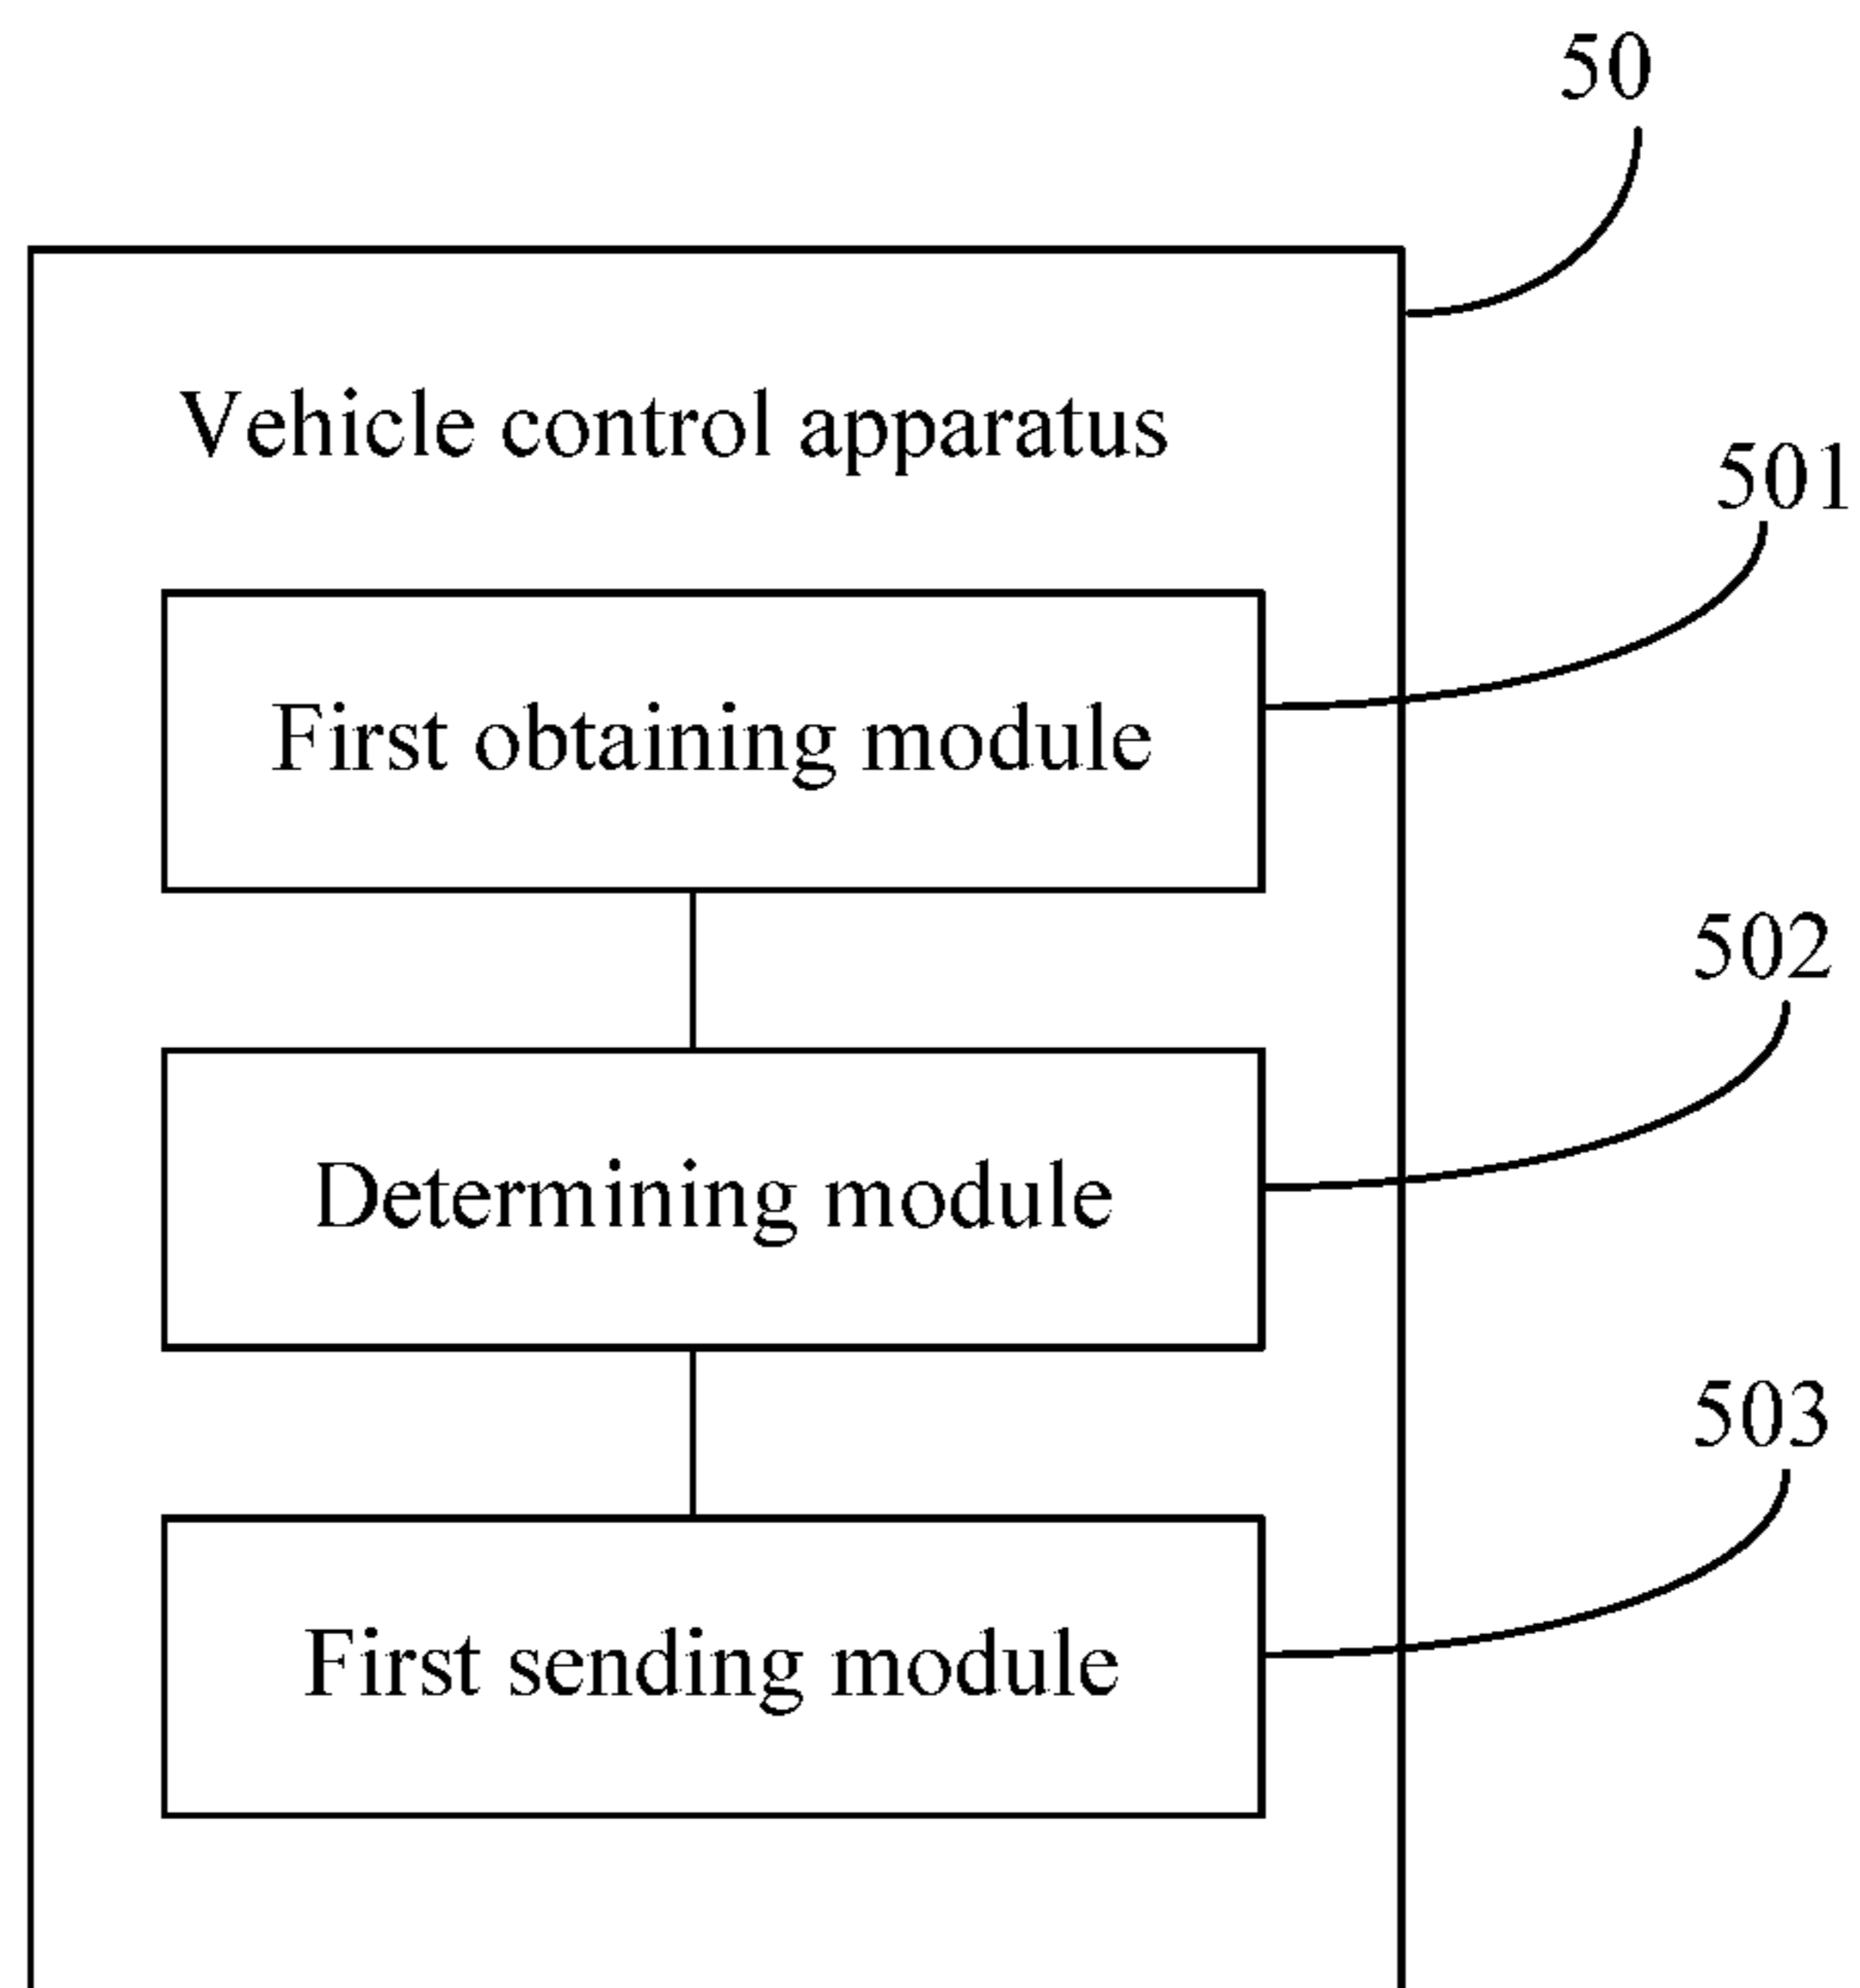 50
Vehicle control apparatus
501
First obtaining module
502
Determining module
503
First sending module